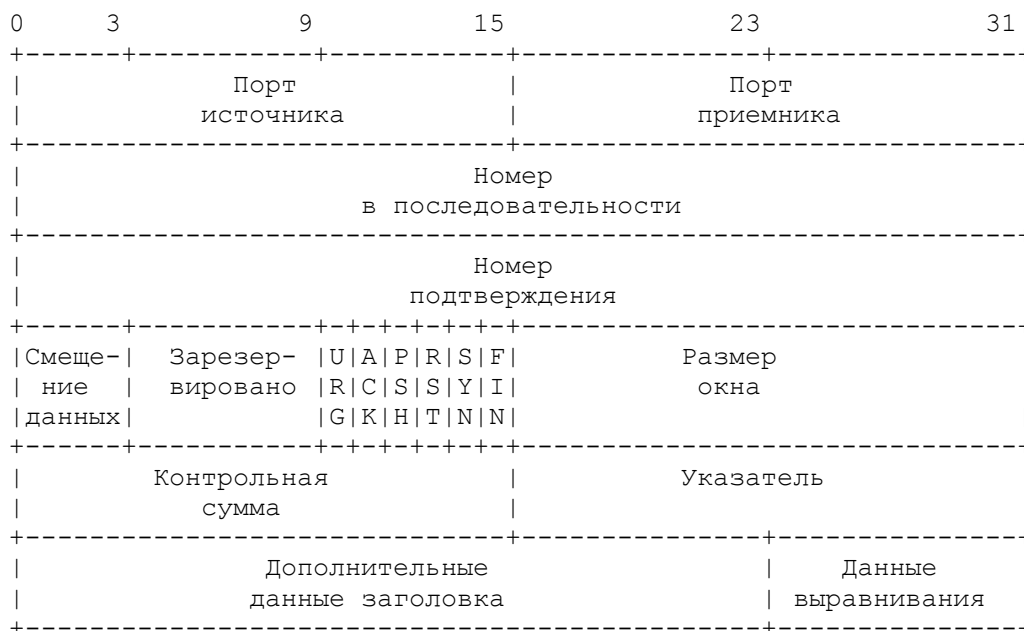 0 3 9 15 23 31
Порт Порт
источника приемника
Номер
в последовательности
Номер
подтверждения
|Смеще-| Зарезер- |U|A|P|R|S|F| Размер
| ние | вировано |R|C|S|S|Y|I| окна
|данных| |G|K|H|T|N|N|
Контрольная | Указатель
сумма |
Дополнительные | Данные
данные заголовка | выравнивания